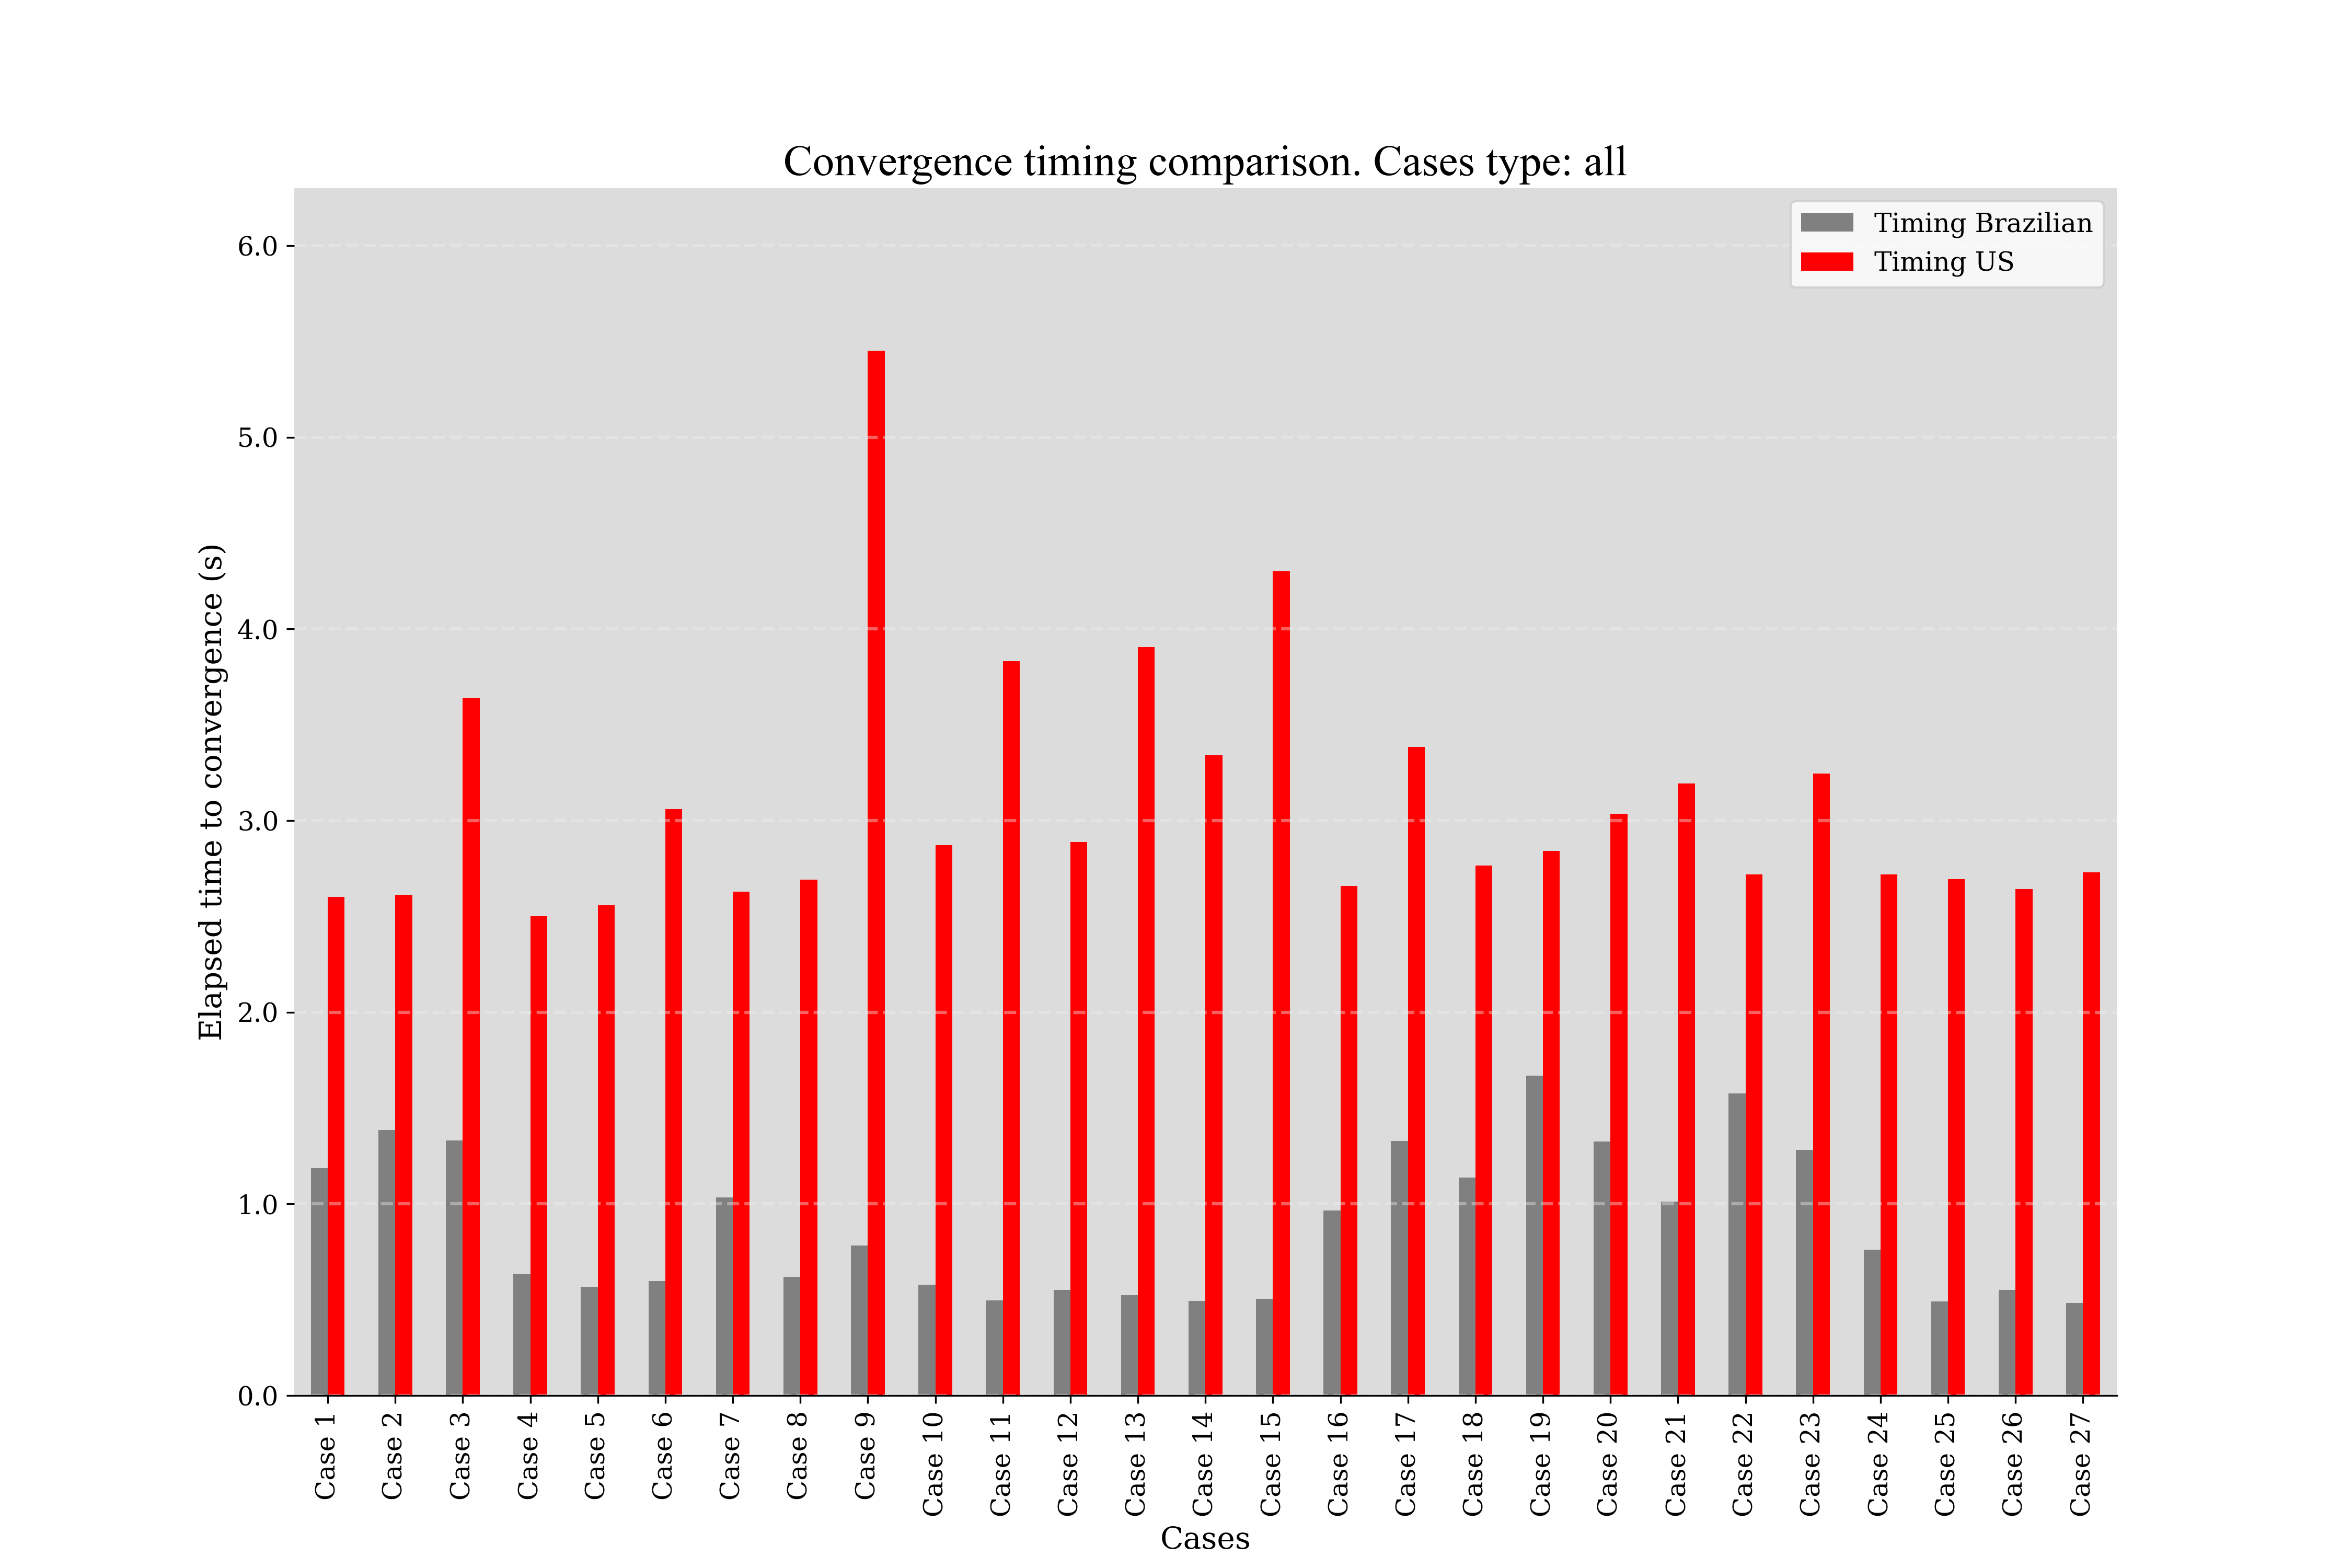 Convergence timing comparison. Cases type: all
Timing Brazilian
Timing US
Elapsed time to convergence (s)
6.0
5.0
4.0
3.0
2.0
1.0
0.0
Case 1
Case 2
Case 3
Case 4
Case 5
Case 6
Case 7
Case 8
Case 9
Case 10
Case 11
Case 12
Case 13
Case 14
Case 15
Case 16
Case 17
Case 18
Case 19
Case 20
Case 21
Case 22
Case 23
Case 24
Case 25
Case 26
Case 27
Cases